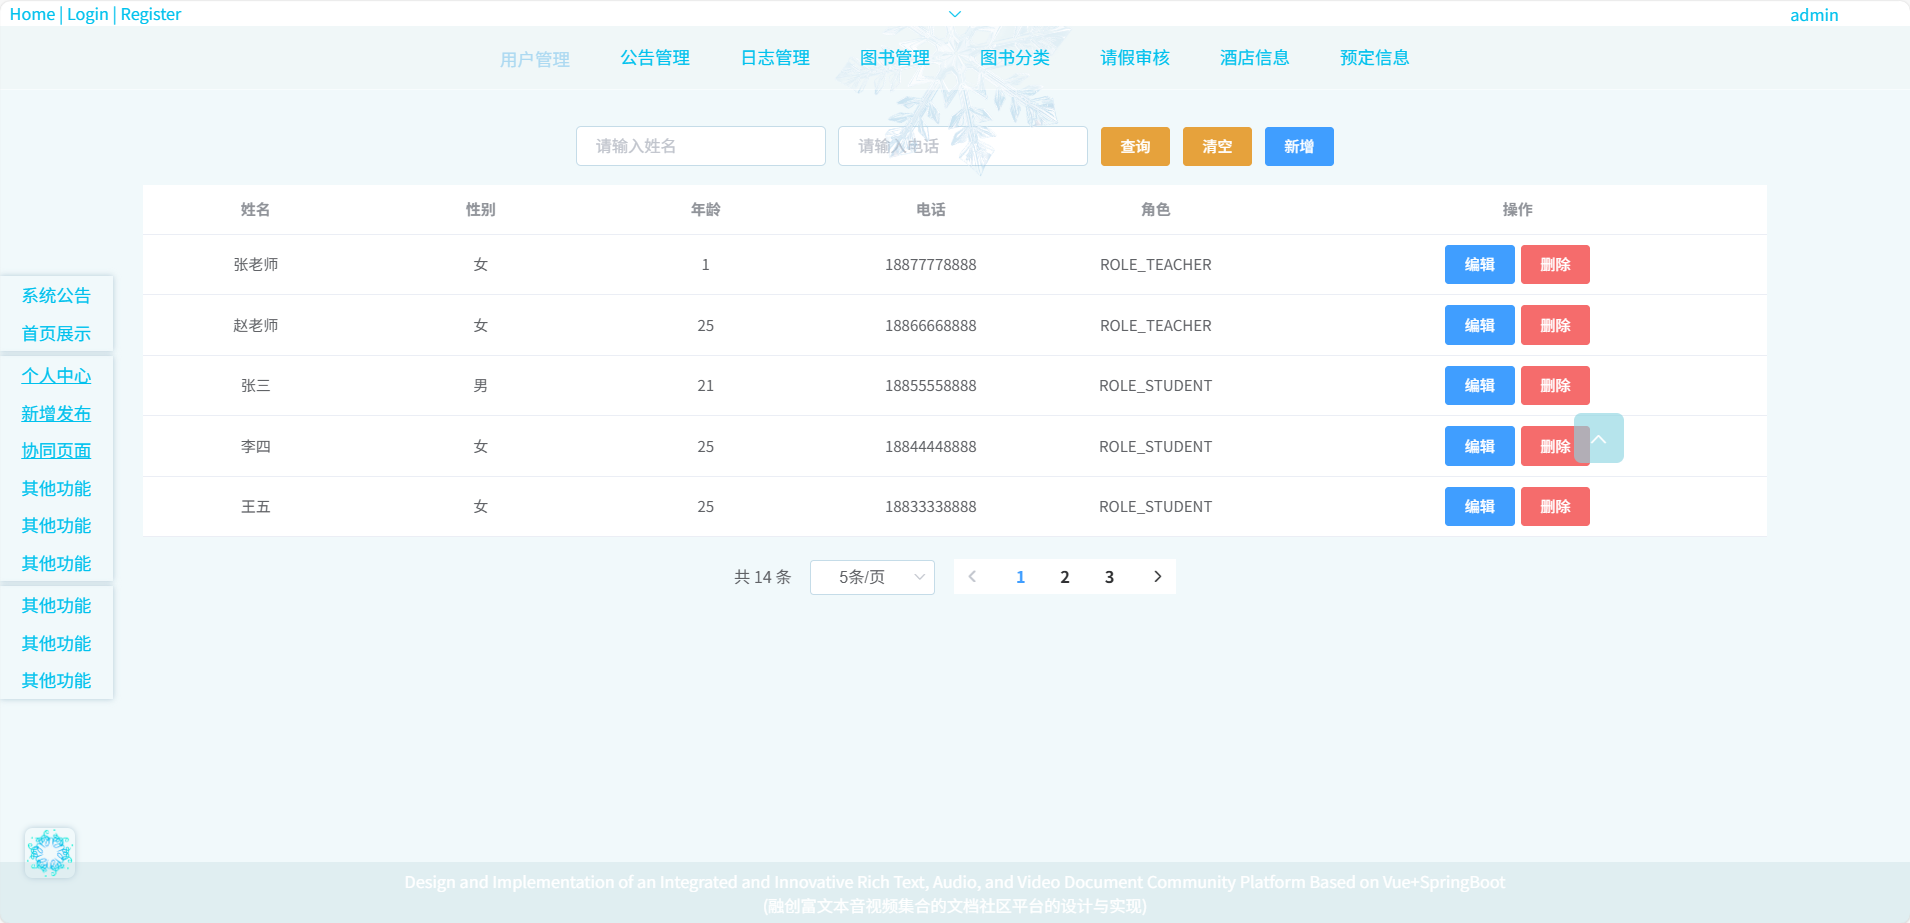 Home | Login | Register
admin
用户管理 公告管理 日志管理 图书管理 图书分类 请假审核 酒店信息 预定信息
请输入姓名 请输入电话 查询 清空 新增
姓名 性别 年龄 电话 角色 操作
张老师 女 1 18877778888 ROLE_TEACHER 编辑 删除
赵老师 女 25 18866668888 ROLE_TEACHER 编辑 删除
张三 男 21 18855558888 ROLE_STUDENT 编辑 删除
李四 女 25 18844448888 ROLE_STUDENT 编辑 删除
王五 女 25 18833338888 ROLE_STUDENT 编辑 删除
共 14 条 5条/页 1 2 3
系统公告
首页展示
个人中心
新增发布
协同页面
其他功能
其他功能
其他功能
其他功能
其他功能
其他功能
Design and Implementation of an Integrated and Innovative Rich Text, Audio, and Video Document Community Platform Based on Vue+SpringBoot
(融创富文本音视频集合的文档社区平台的设计与实现)